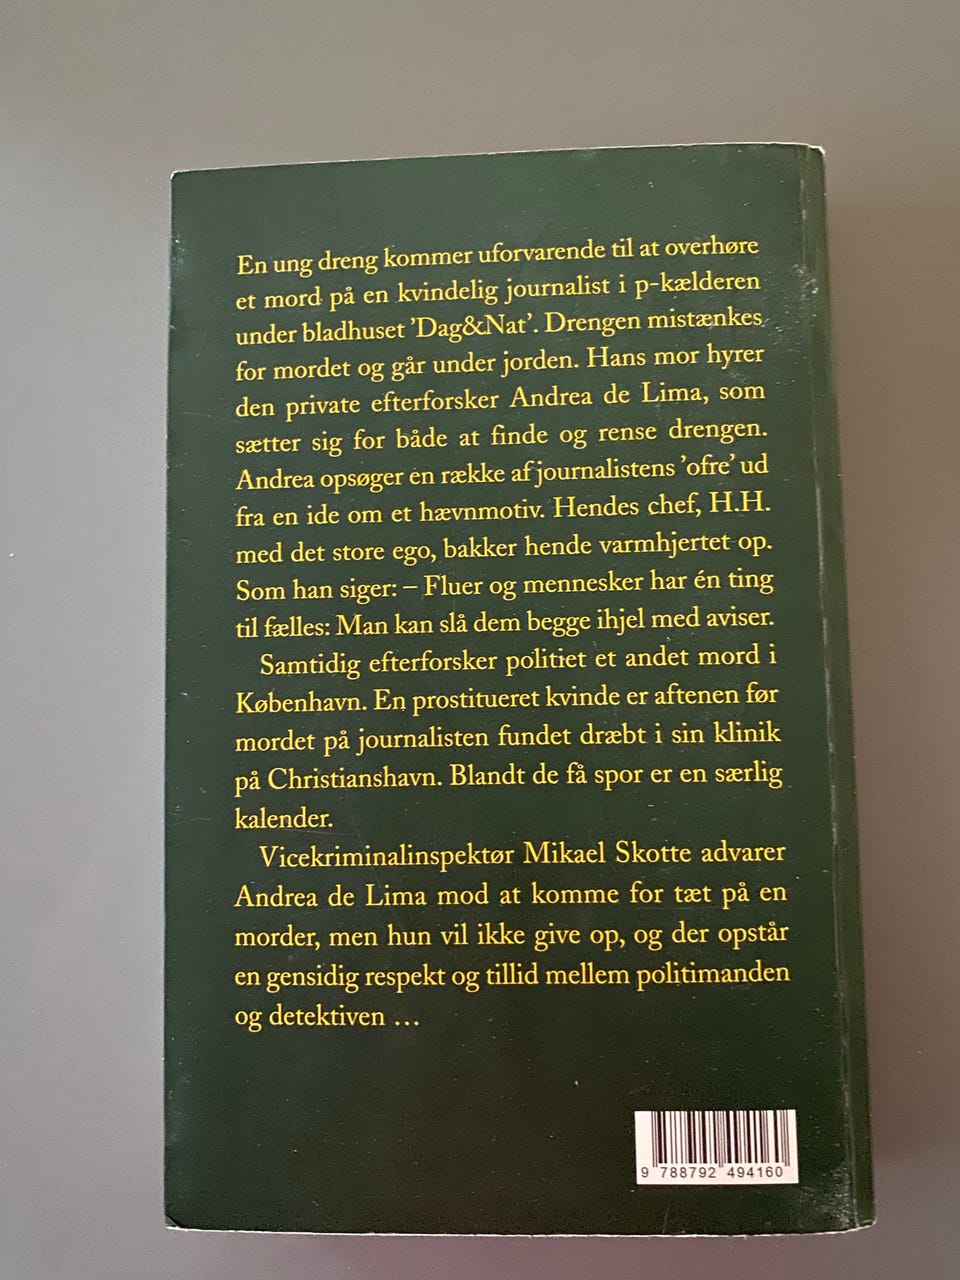 En ung dreng kommer uforvarende til at overhøre
et mord på en kvindelig journalist i p-kælderen
under bladhuset ’Dag&Nat’. Drengen mistænkes
for mordet og går under jorden. Hans mor hyrer
den private efterforsker Andrea de Lima, som
sætter sig for både at finde og rense drengen.
Andrea opsøger en række af journalistens ’ofre’ ud
fra en ide om et hævnmotiv. Hendes chef, H.H.
med det store ego, bakker hende varmhjertet op.
Som han siger: – Fluer og mennesker har én ting
til fælles: Man kan slå dem begge ihjel med aviser.
Samtidig efterforsker politiet et andet mord i
København. En prostitueret kvinde er aftenen før
mordet på journalisten fundet dræbt i sin klinik
på Christianshavn. Blandt de få spor er en særlig
kalender.
Vicekriminalinspektør Mikael Skotte advarer
Andrea de Lima mod at komme for tæt på en
morder, men hun vil ikke give op, og der opstår
en gensidig respekt og tillid mellem politimanden
og detektiven …
9 788792 494160